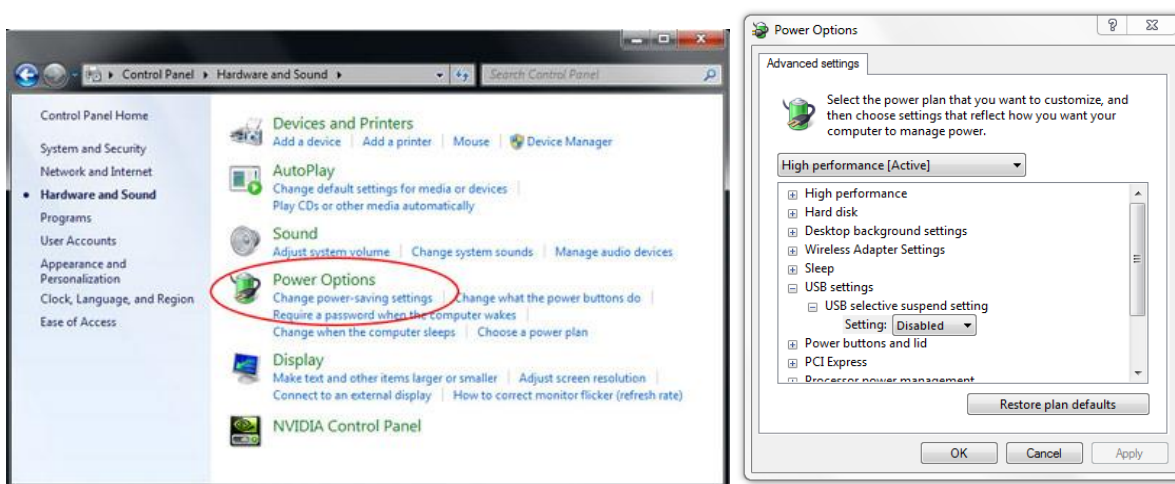 Control Panel ▸ Hardware and Sound ▸
Search Control Panel
Control Panel Home
System and Security
Network and Internet
Hardware and Sound
Programs
User Accounts
Appearance and
Personalization
Clock, Language, and Region
Ease of Access
Devices and Printers
Add a device | Add a printer | Mouse | Device Manager
AutoPlay
Change default settings for media or devices |
Play CDs or other media automatically
Sound
Adjust system volume | Change system sounds | Manage audio devices
Power Options
Change power-saving settings | Change what the power buttons do |
Require a password when the computer wakes |
Change when the computer sleeps | Choose a power plan
Display
Make text and other items larger or smaller | Adjust screen resolution |
Connect to an external display | How to correct monitor flicker (refresh rate)
NVIDIA Control Panel
Power Options
Advanced settings
Select the power plan that you want to customize, and
then choose settings that reflect how you want your
computer to manage power.
High performance [Active]
High performance
Hard disk
Desktop background settings
Wireless Adapter Settings
Sleep
USB settings
USB selective suspend setting
Setting: Disabled
Power buttons and lid
PCI Express
Processor power management
Restore plan defaults
OK Cancel Apply